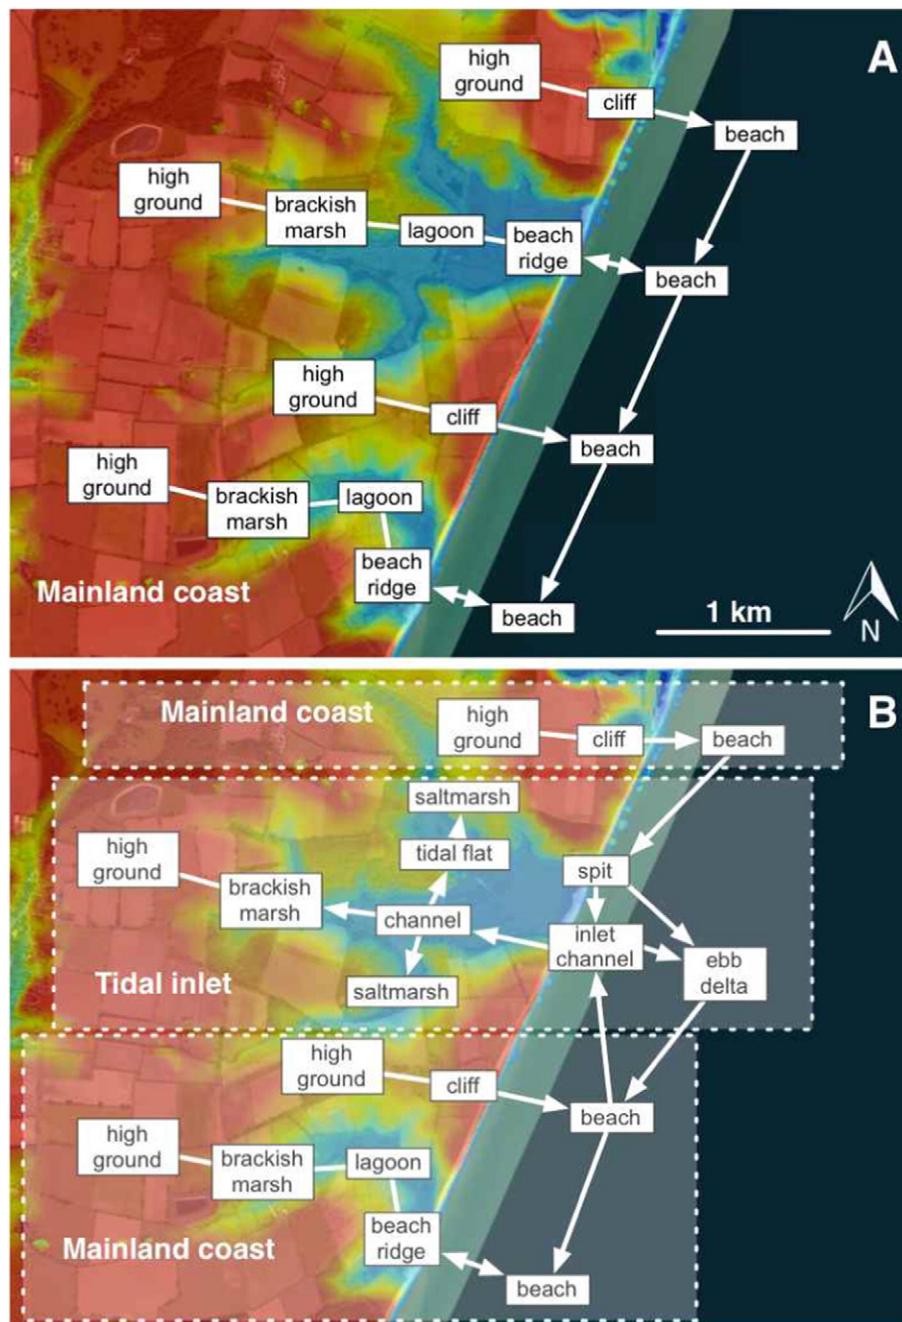 A
high
ground
cliff
beach
high
ground
brackish
marsh
lagoon
beach
ridge
beach
high
ground
cliff
beach
high
ground
brackish
marsh
lagoon
beach
ridge
beach
Mainland coast
1 km
N
B
Mainland coast
high
ground
cliff
beach
saltmarsh
tidal flat
high
ground
brackish
marsh
channel
spit
inlet
channel
ebb
delta
saltmarsh
Tidal inlet
high
ground
cliff
beach
high
ground
brackish
marsh
lagoon
beach
ridge
beach
Mainland coast